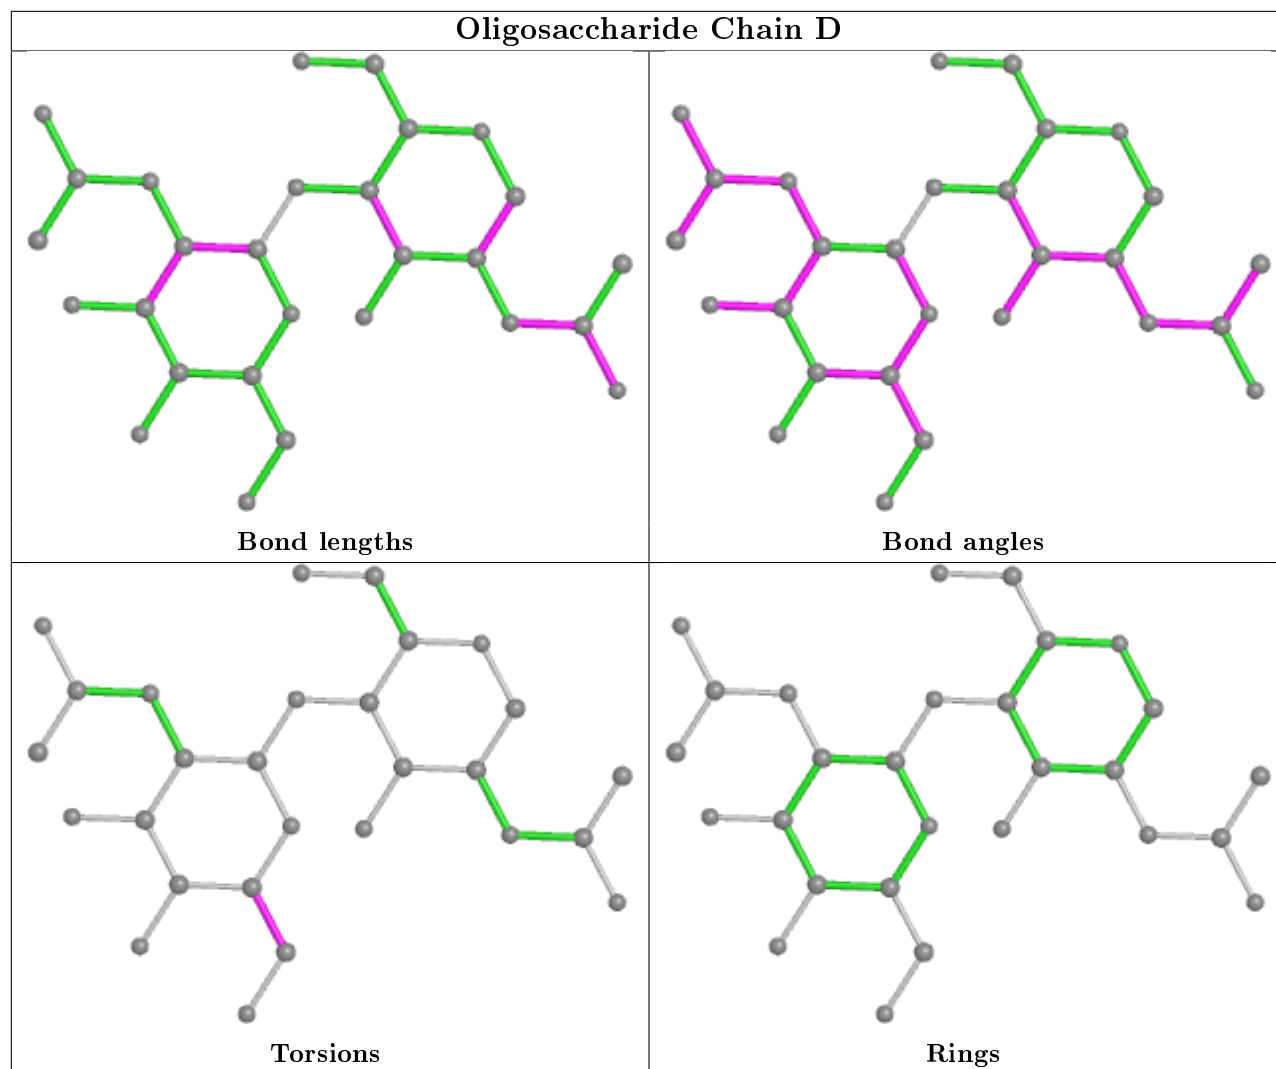 Oligosaccharide Chain D
Bond lengths
Bond angles
Torsions
Rings